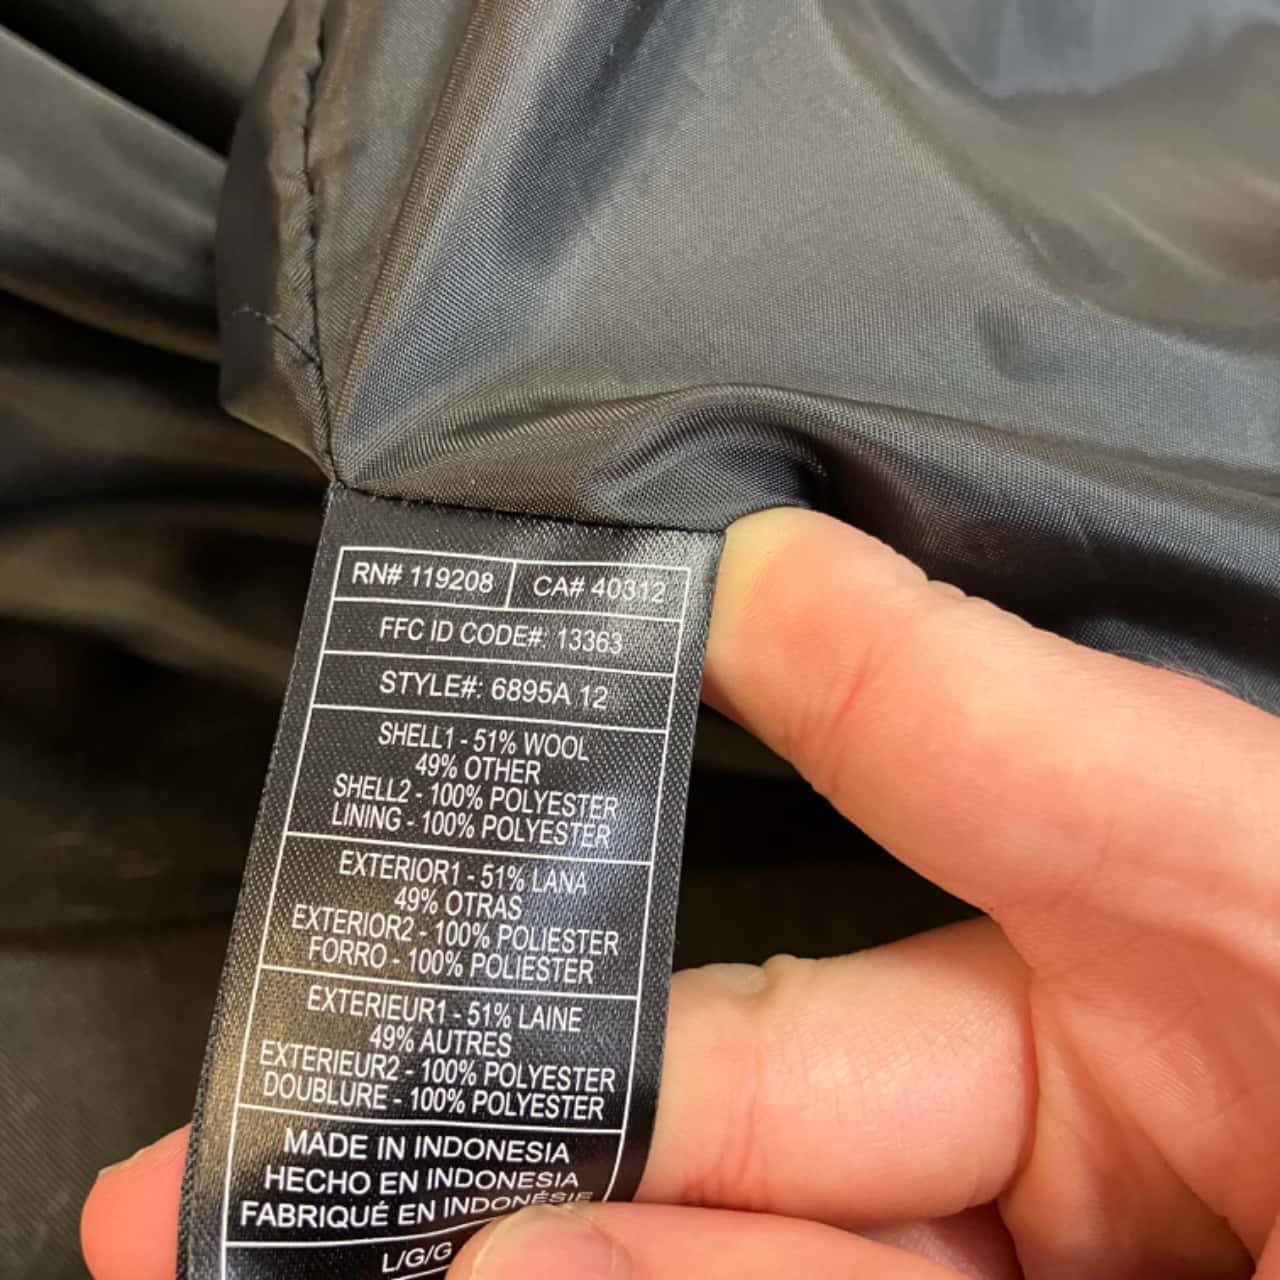 RN# 119208 CA# 40312
FFC ID CODE#: 13363
STYLE#: 6895A 12
SHELL1 - 51% WOOL
49% OTHER
SHELL2 - 100% POLYESTER
LINING - 100% POLYESTER
EXTERIOR1 - 51% LANA
49% OTRAS
EXTERIOR2 - 100% POLIESTER
FORRO - 100% POLIESTER
EXTERIEUR1 - 51% LAINE
49% AUTRES
EXTERIEUR2 - 100% POLYESTER
DOUBLURE - 100% POLYESTER
MADE IN INDONESIA
HECHO EN INDONESIA
FABRIQUÉ EN INDONÉSIE
L/G/G